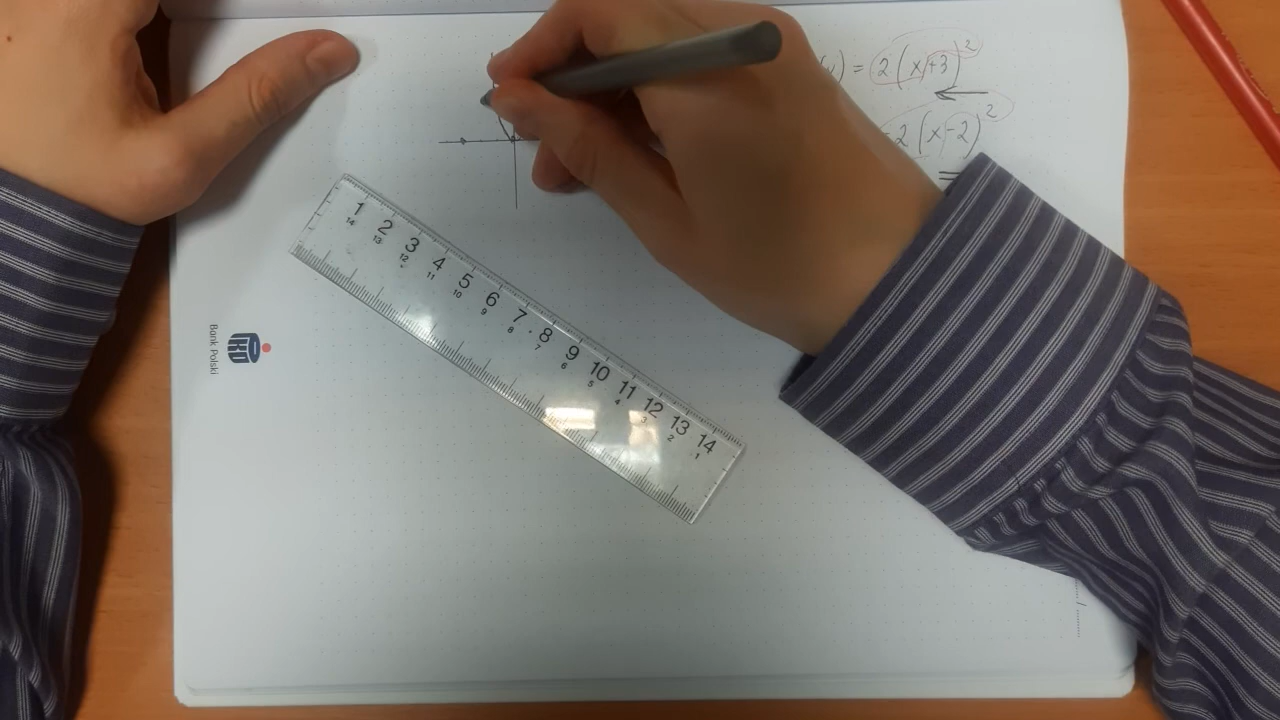 ) = 2(x+3)²
2(x-2)²
=
1 2 3 4 5 6 7 8 9 10 11 12 13 14
14 13 12 11 10 9 8 7 6 5 4 3 2 1
Bank Polski